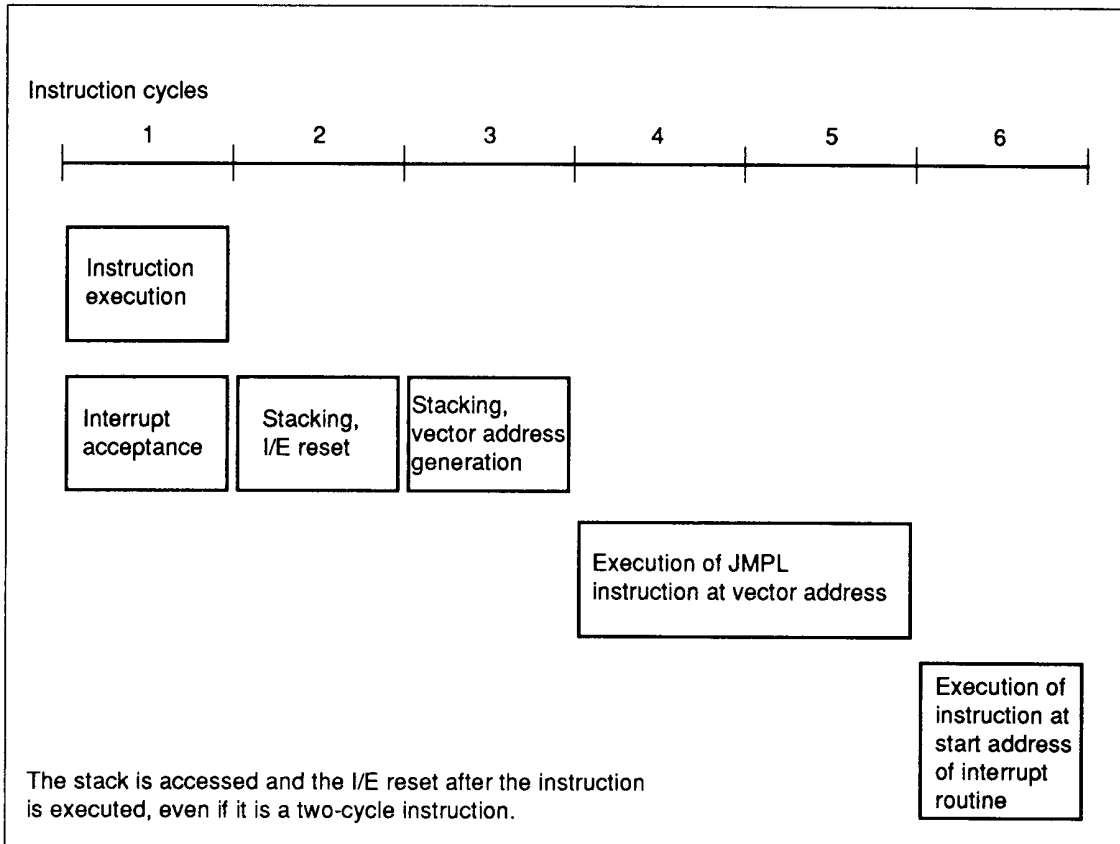 Instruction cycles
1 2 3 4 5 6
Instruction
execution
Interrupt
acceptance
Stacking,
I/E reset
Stacking,
vector address
generation
Execution of JMPL
instruction at vector address
Execution of
instruction at
start address
of interrupt
routine
The stack is accessed and the I/E reset after the instruction
is executed, even if it is a two-cycle instruction.